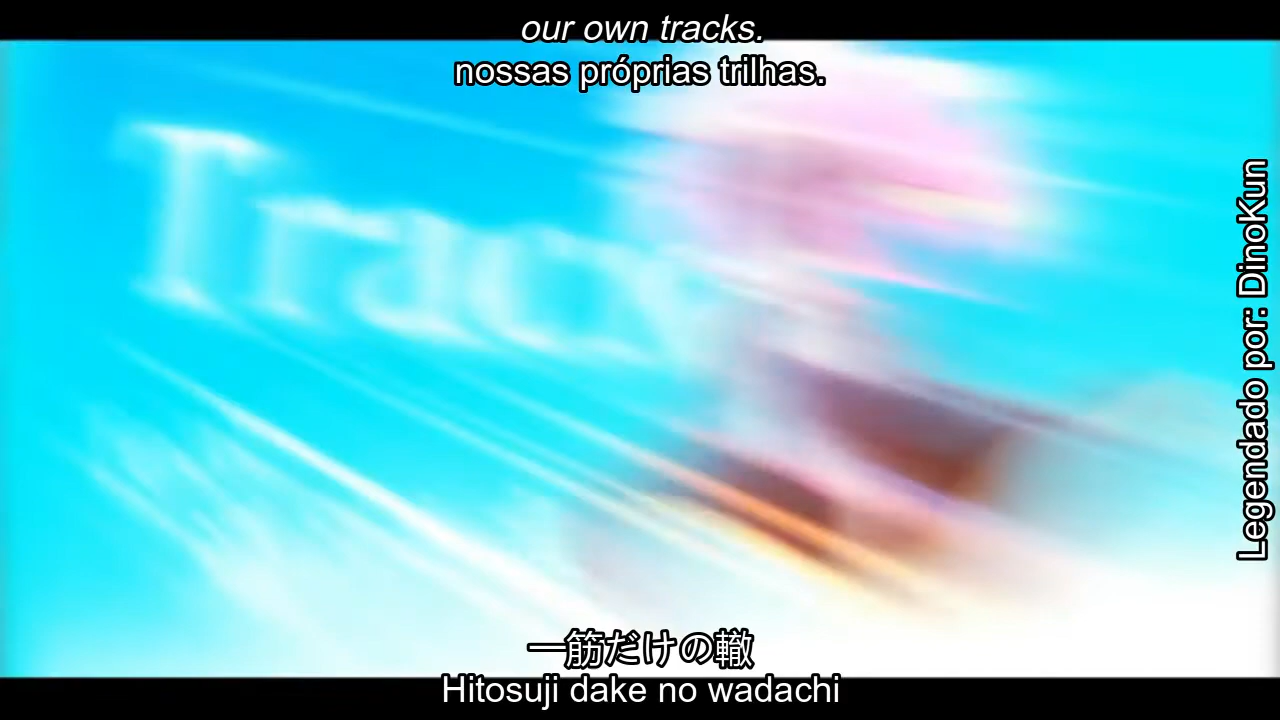 our own tracks.
nossas próprias trilhas.
Legendado por: DinoKun
一筋だけの轍
Hitosuji dake no wadachi